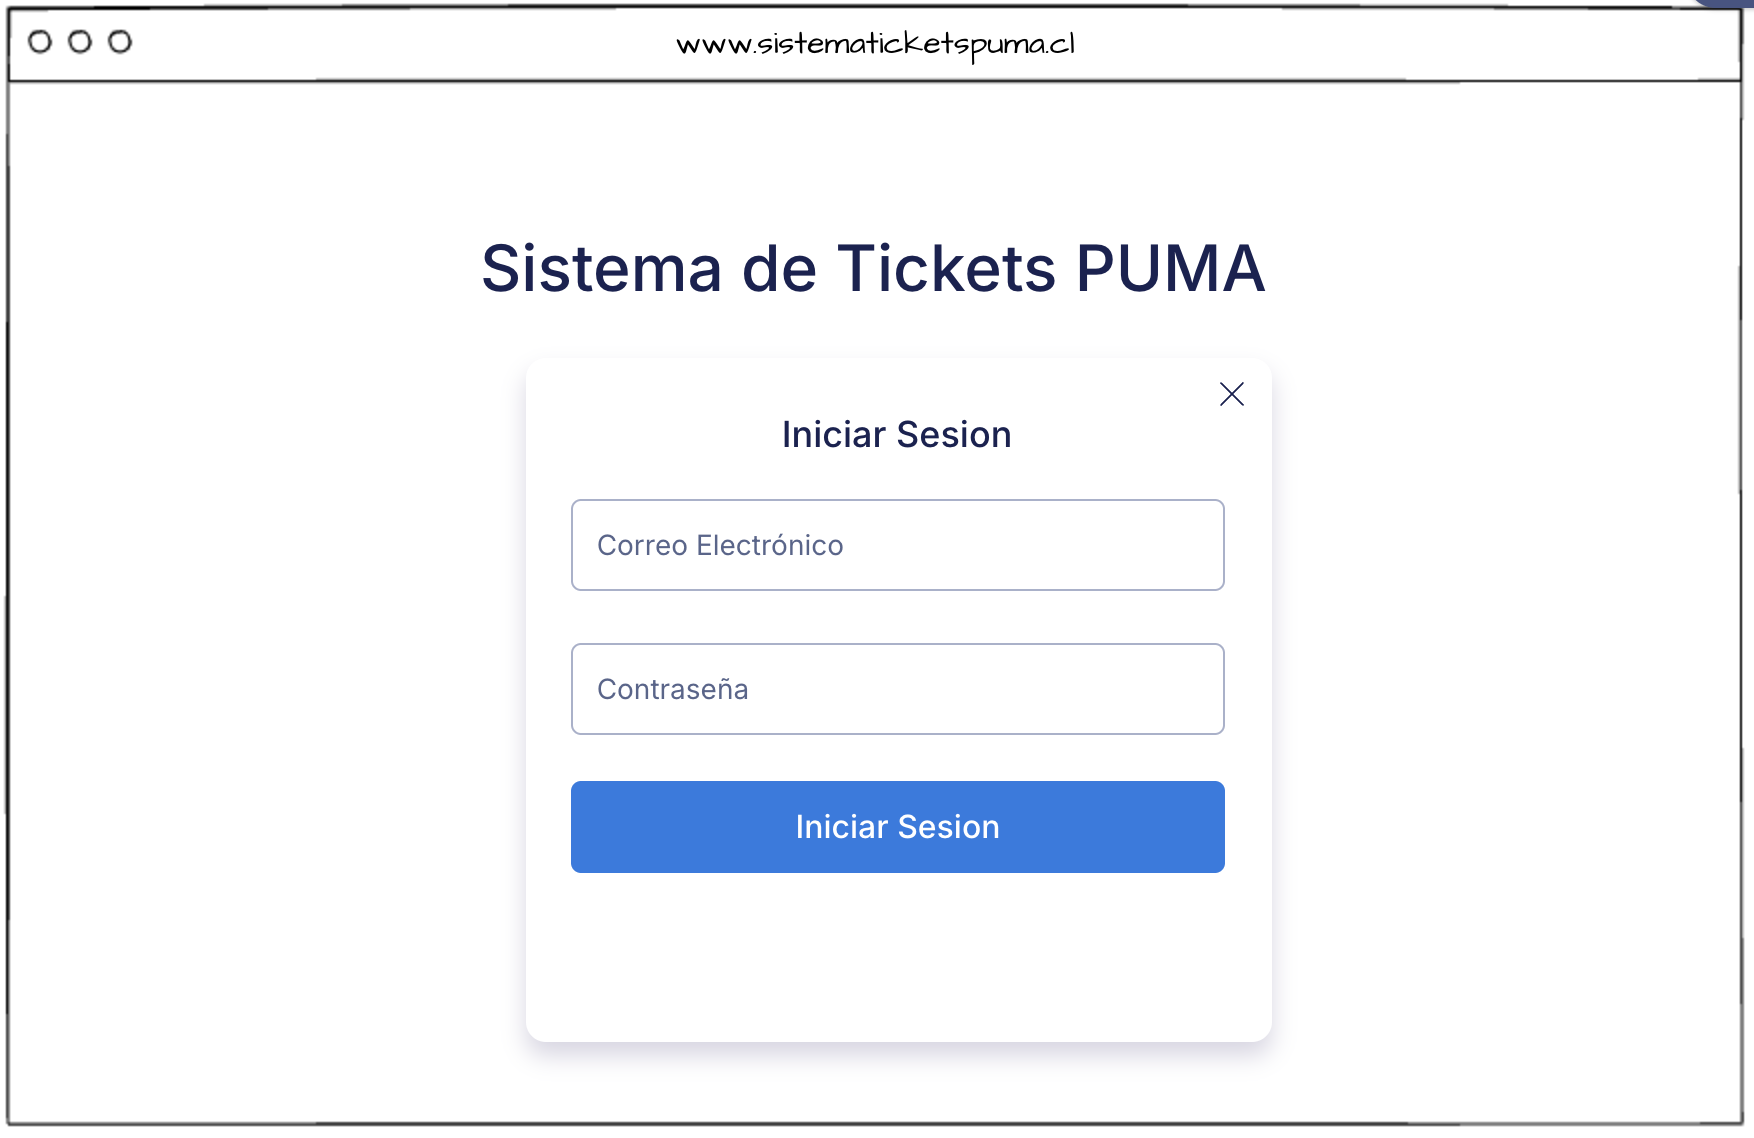 www.sistematicketspuma.cl
Sistema de Tickets PUMA
Iniciar Sesion
Correo Electrónico
Contraseña
Iniciar Sesion